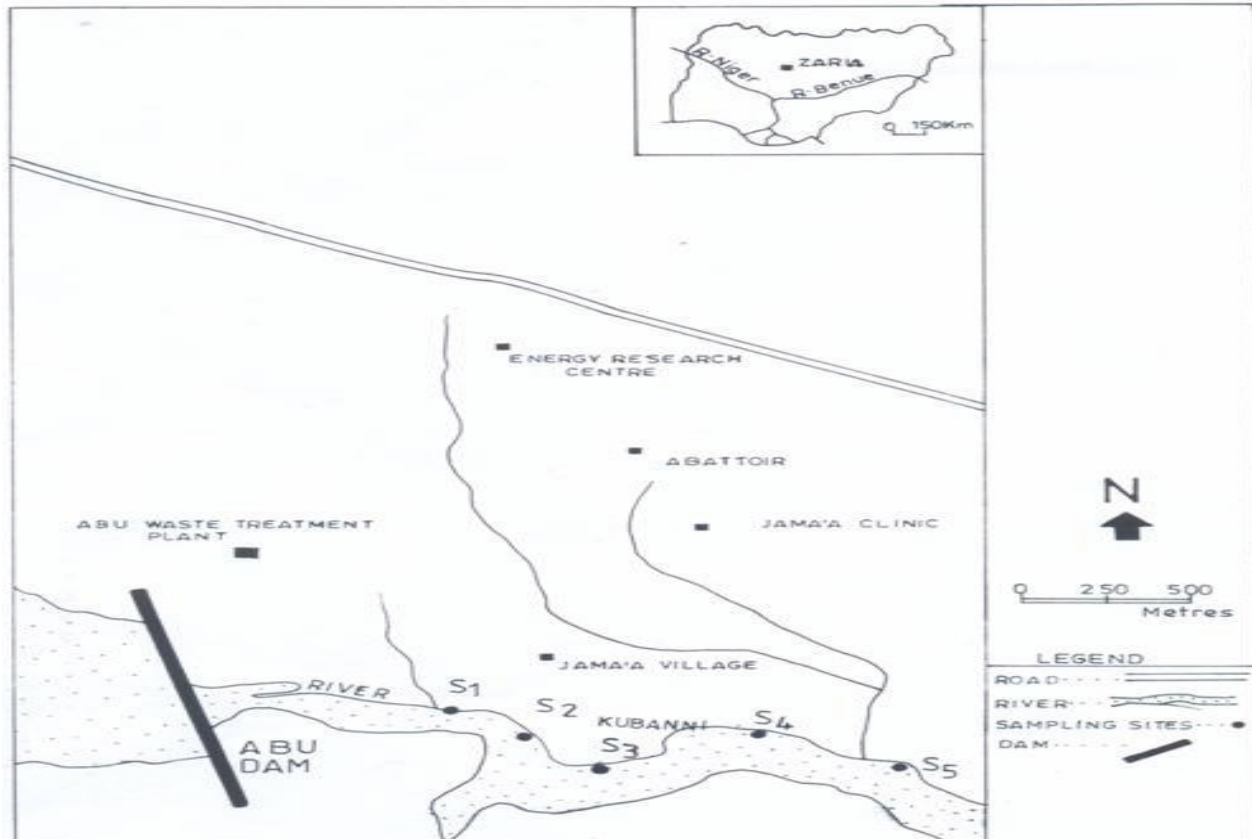 R-Niger
ZARIA
R-Benue
0 150Km
ENERGY RESEARCH
CENTRE
ABATTOIR
JAMA'A CLINIC
ABU WASTE TREATMENT
PLANT
N
0 250 500
Metres
JAMA'A VILLAGE
RIVER
S1
S2
KUBANNI
S4
S3
S5
ABU
DAM
LEGEND
ROAD
RIVER
SAMPLING SITES
DAM